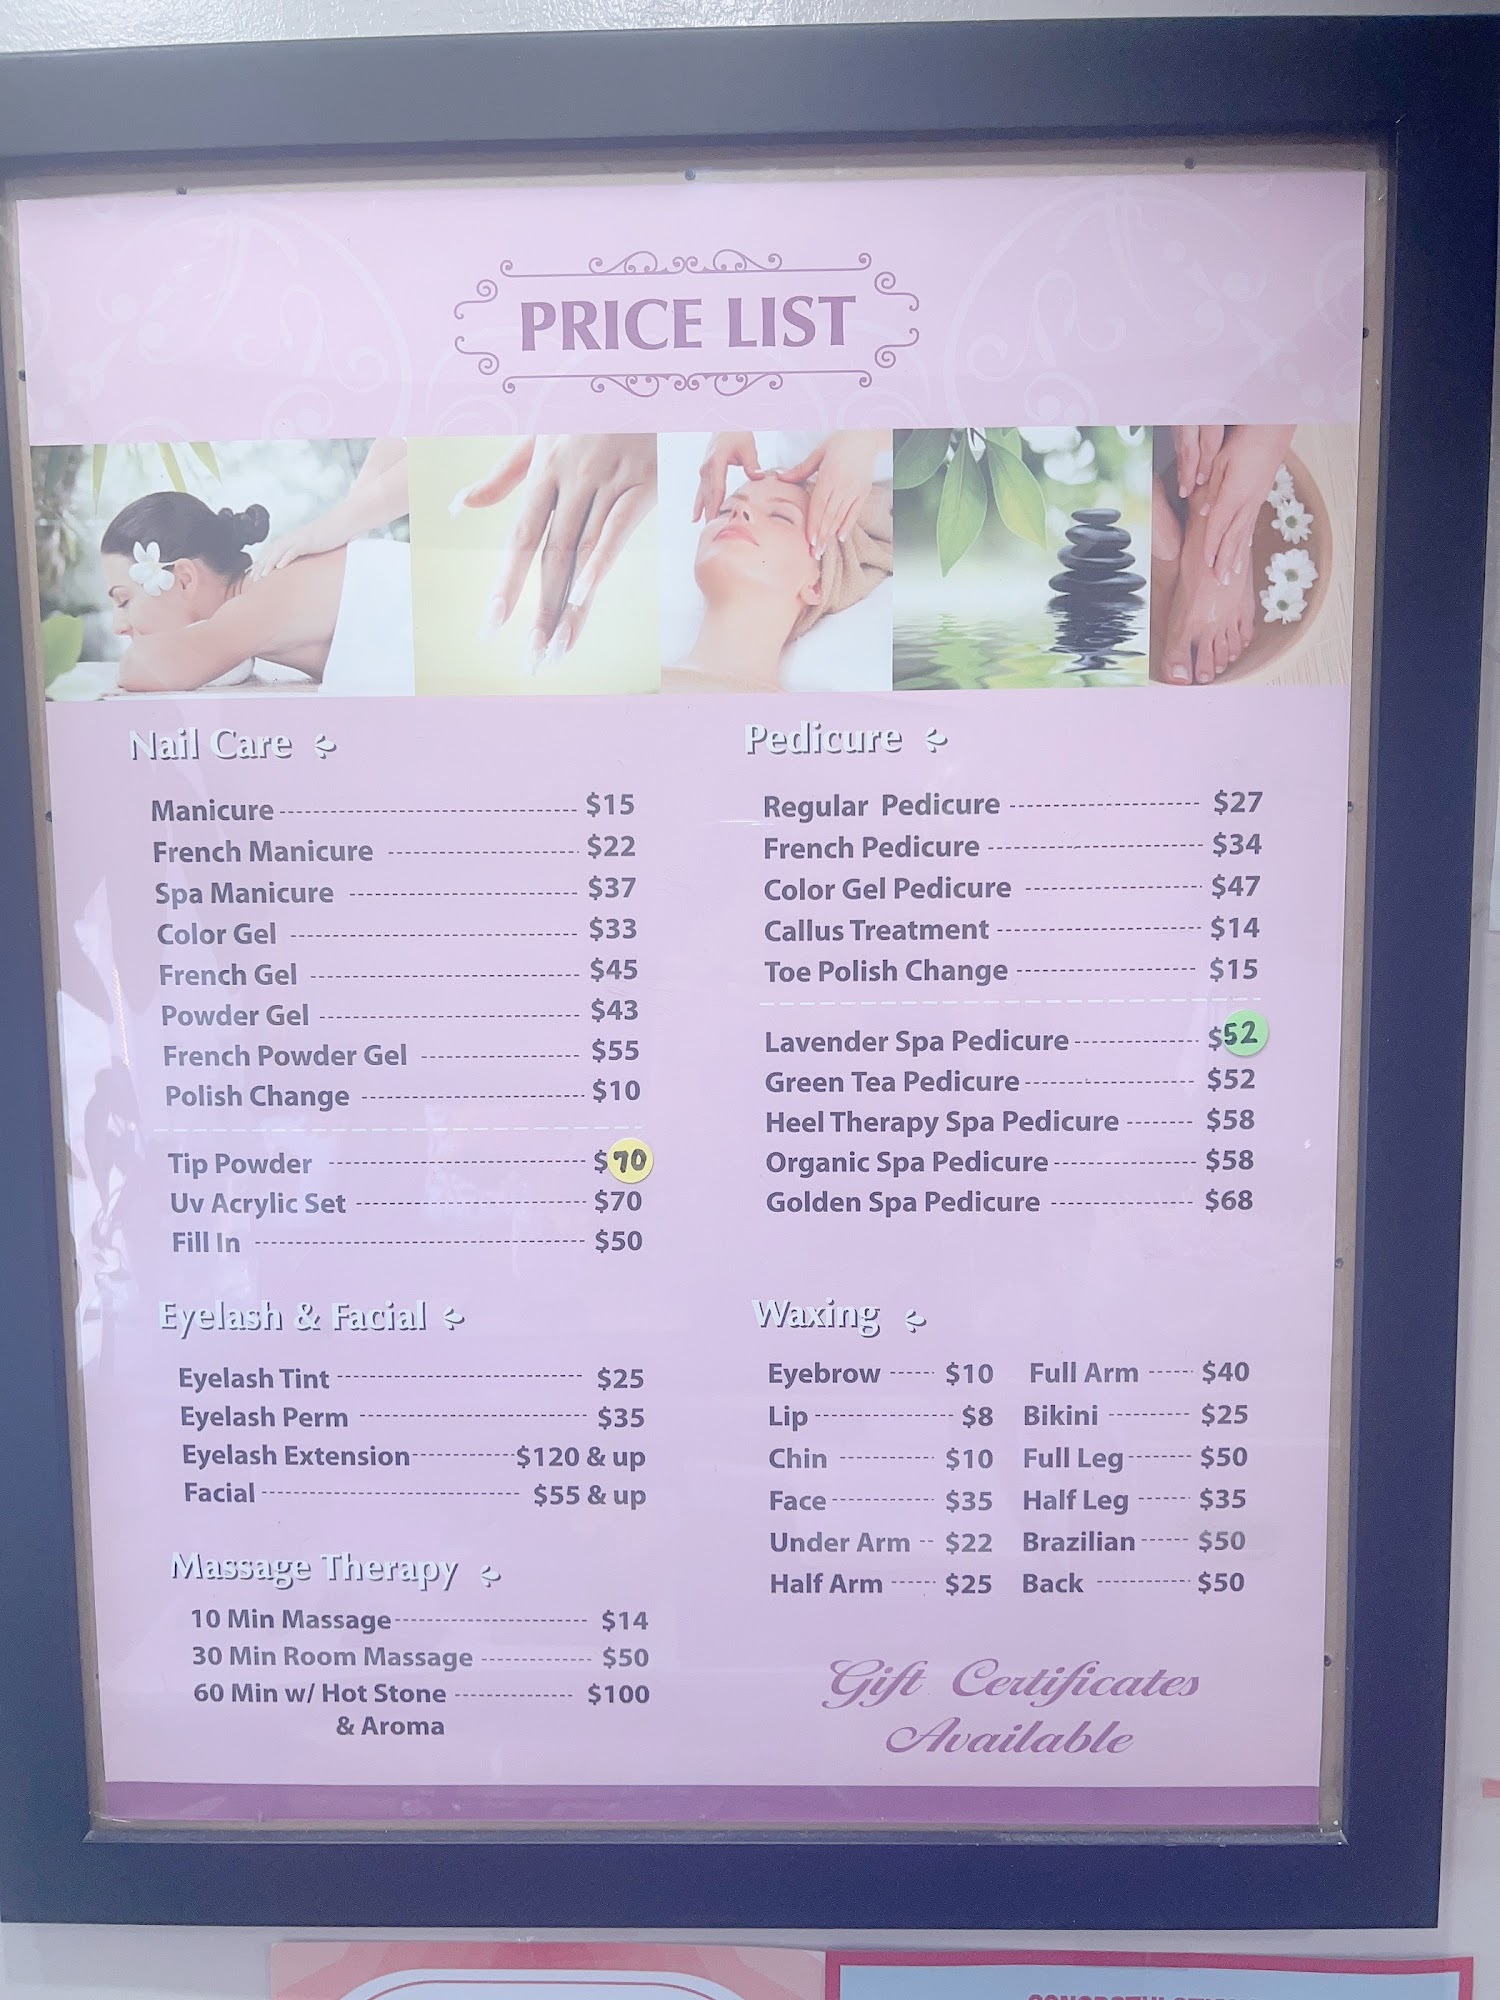 PRICE LIST
Nail Care
Manicure $15
French Manicure $22
Spa Manicure $37
Color Gel $33
French Gel $45
Powder Gel $43
French Powder Gel $55
Polish Change $10
Tip Powder $70
Uv Acrylic Set $70
Fill In $50
Eyelash & Facial
Eyelash Tint $25
Eyelash Perm $35
Eyelash Extension $120 & up
Facial $55 & up
Massage Therapy
10 Min Massage $14
30 Min Room Massage $50
60 Min w/ Hot Stone $100
& Aroma
Pedicure
Regular Pedicure $27
French Pedicure $34
Color Gel Pedicure $47
Callus Treatment $14
Toe Polish Change $15
Lavender Spa Pedicure $52
Green Tea Pedicure $52
Heel Therapy Spa Pedicure $58
Organic Spa Pedicure $58
Golden Spa Pedicure $68
Waxing
Eyebrow $10 Full Arm $40
Lip $8 Bikini $25
Chin $10 Full Leg $50
Face $35 Half Leg $35
Under Arm $22 Brazilian $50
Half Arm $25 Back $50
Gift Certificates
Available